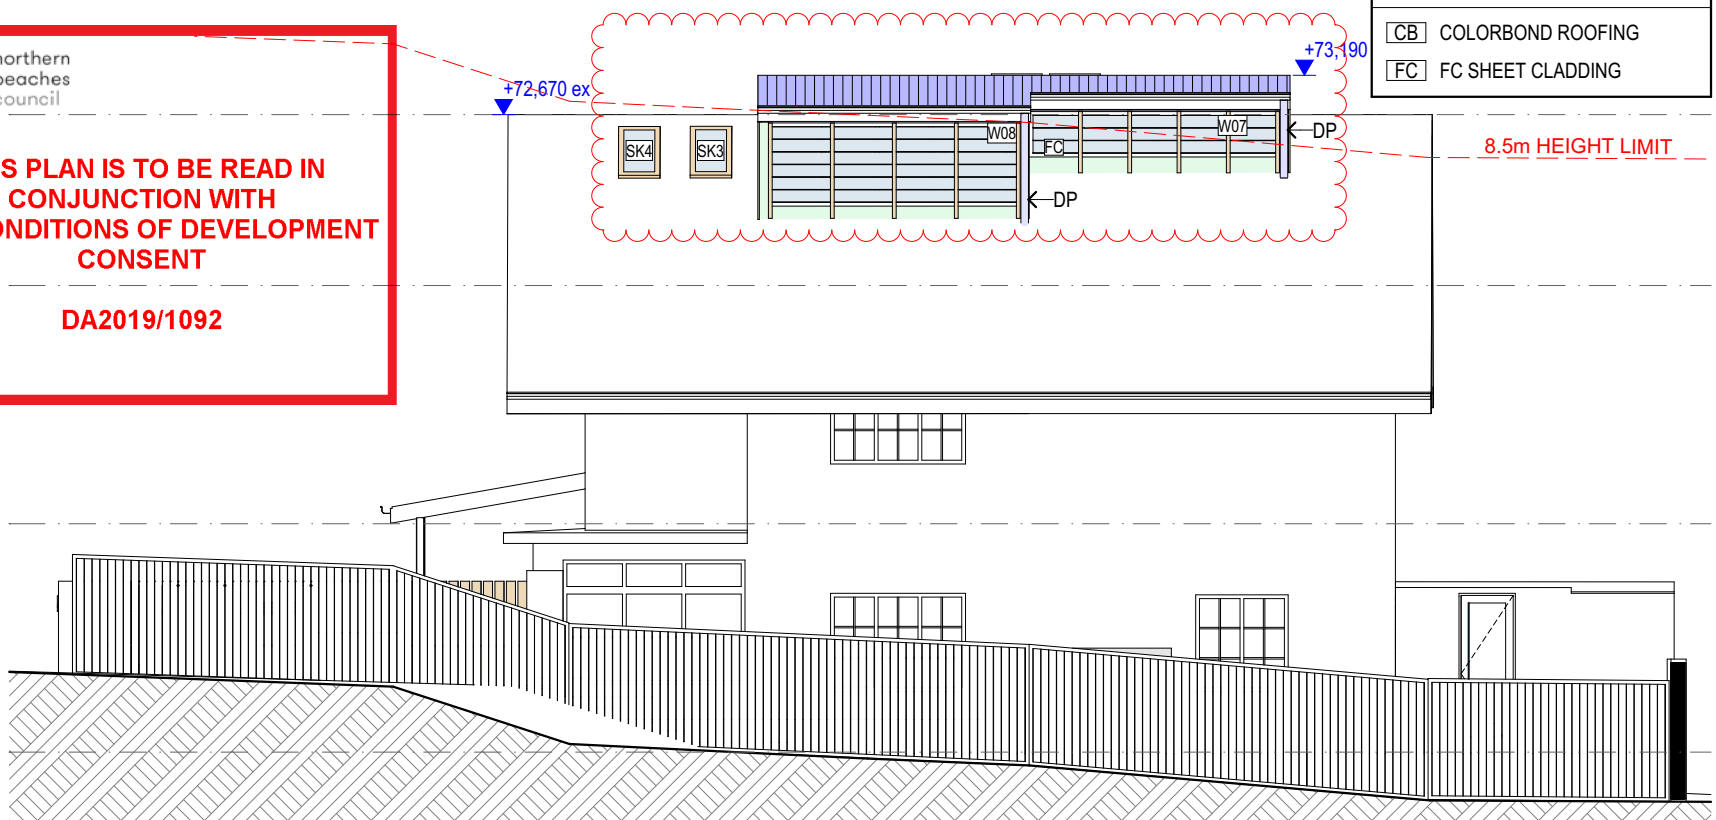 northern
beaches
council
S PLAN IS TO BE READ IN
CONJUNCTION WITH
ONDITIONS OF DEVELOPMENT
CONSENT
DA2019/1092
+72,670 ex
+73,190
CB COLORBOND ROOFING
FC FC SHEET CLADDING
SK4
SK3
W08
FC
W07
DP
DP
8.5m HEIGHT LIMIT